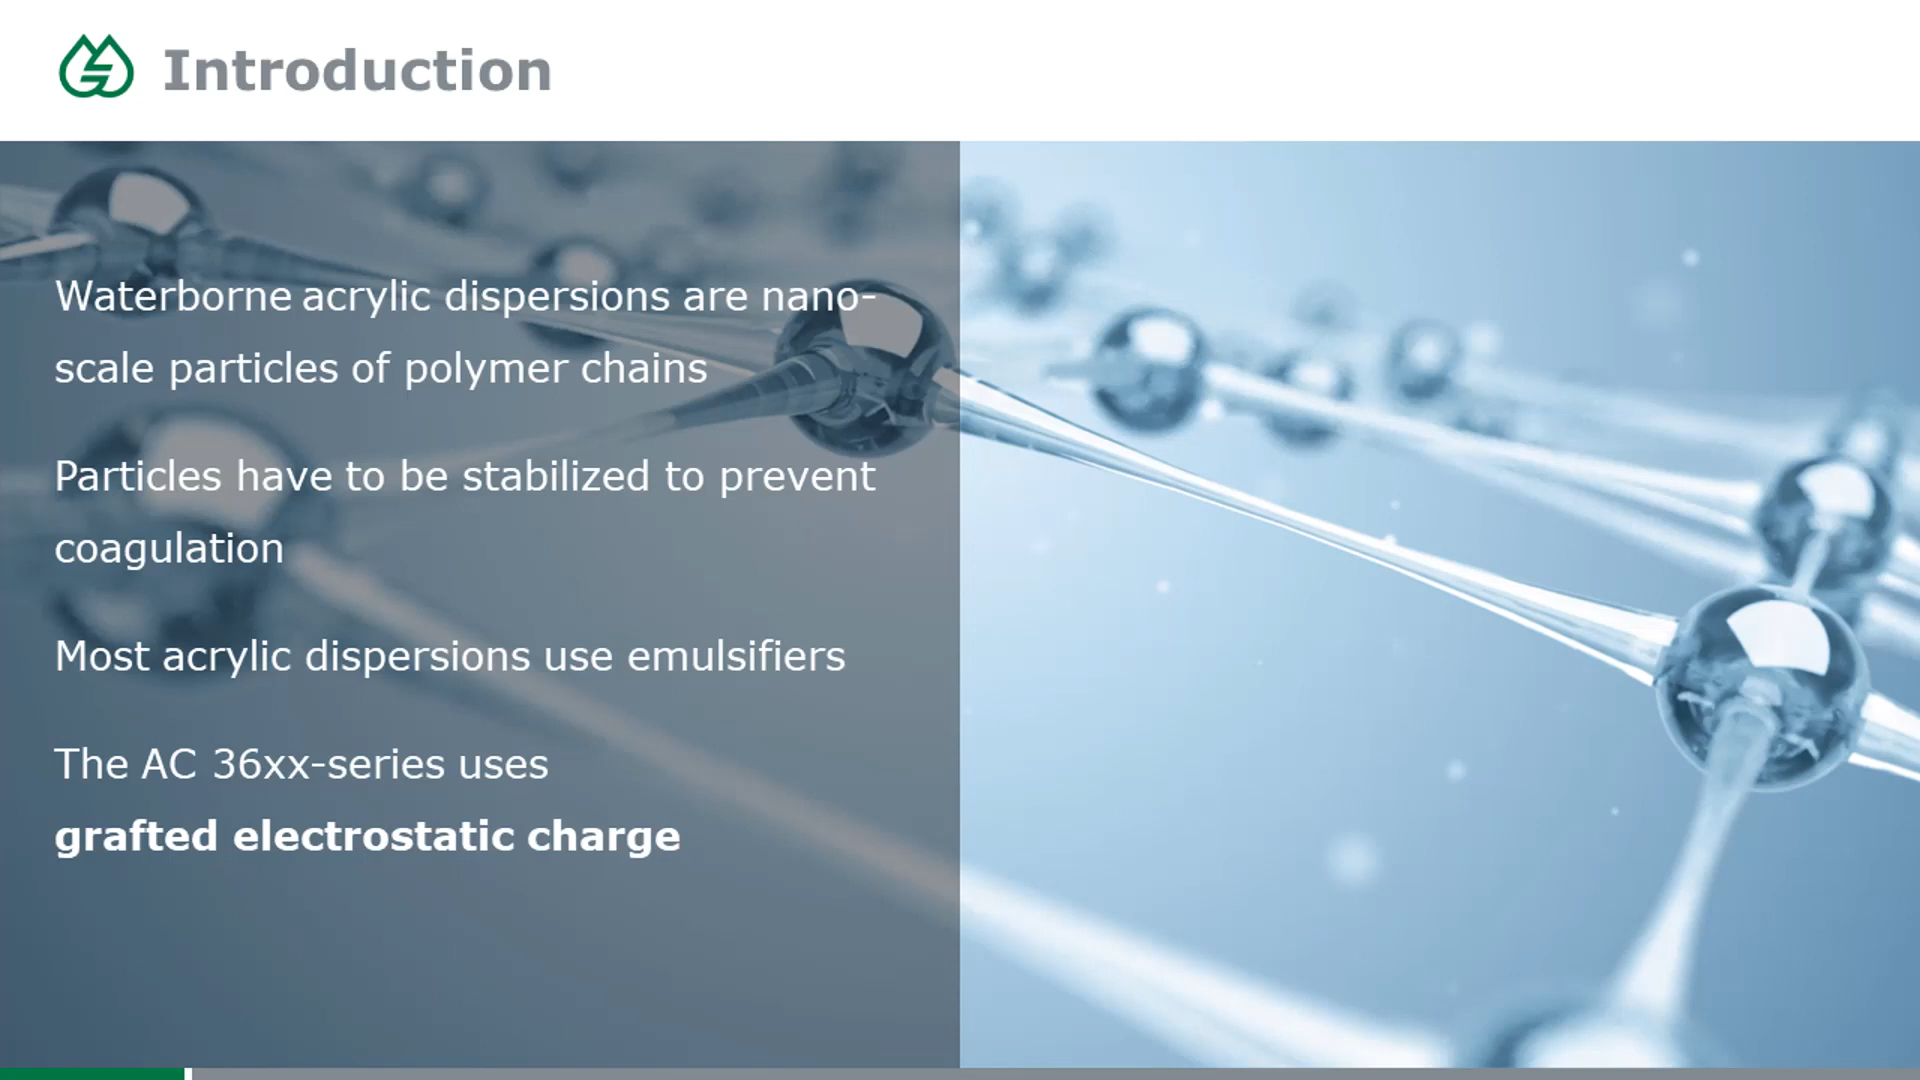 Introduction
Waterborne acrylic dispersions are nano-
scale particles of polymer chains
Particles have to be stabilized to prevent
coagulation
Most acrylic dispersions use emulsifiers
The AC 36xx-series uses
grafted electrostatic charge